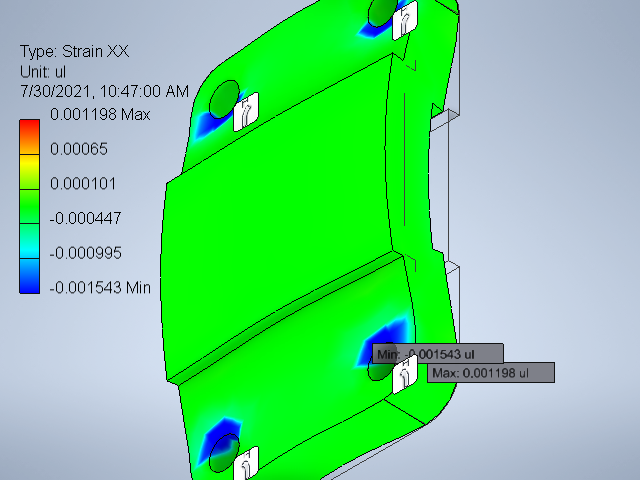 Type: Strain XX
Unit: ul
7/30/2021, 10:47:00 AM
0.001198 Max
0.00065
0.000101
-0.000447
-0.000995
-0.001543 Min
Min: -0.001543 ul
Max: 0.001198 ul